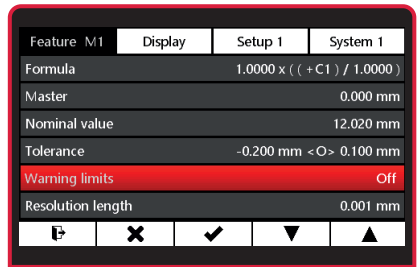 Feature M1 Display Setup 1 System 1
Formula 1.0000 x ( ( +C1 ) / 1.0000 )
Master 0.000 mm
Nominal value 12.020 mm
Tolerance -0.200 mm <O> 0.100 mm
Warning limits Off
Resolution length 0.001 mm